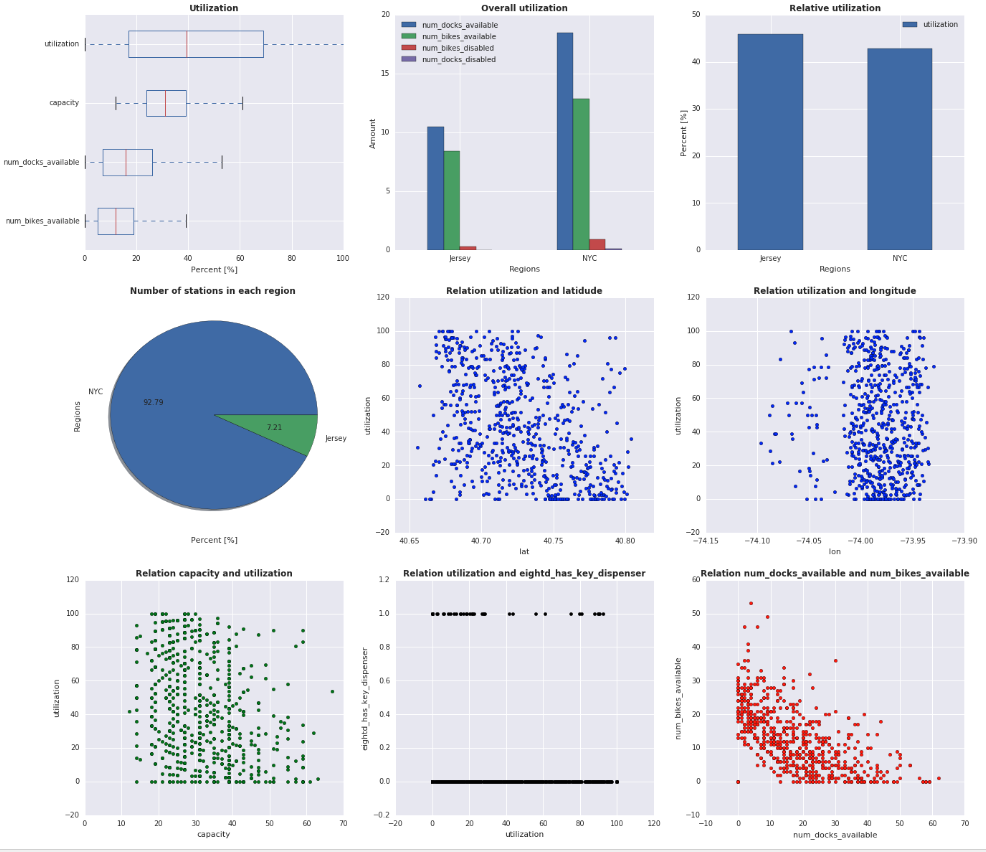 Utilization
utilization
capacity
num_docks_available
num_bikes_available
0 20 40 60 80 100
Percent [%]
Overall utilization
20
15
10
5
0
Amount
num_docks_available
num_bikes_available
num_bikes_disabled
num_docks_disabled
Jersey NYC
Regions
Relative utilization
50
40
30
20
10
0
Percent [%]
utilization
Jersey NYC
Regions
Number of stations in each region
NYC
92.79
7.21
Jersey
Regions
Percent [%]
Relation utilization and latidude
120
100
80
60
40
20
0
−20
utilization
40.65 40.70 40.75 40.80
lat
Relation utilization and longitude
120
100
80
60
40
20
0
−20
utilization
−74.15 −74.10 −74.05 −74.00 −73.95 −73.90
lon
Relation capacity and utilization
120
100
80
60
40
20
0
−20
utilization
0 10 20 30 40 50 60 70
capacity
Relation utilization and eightd_has_key_dispenser
1.2
1.0
0.8
0.6
0.4
0.2
0.0
−0.2
eightd_has_key_dispenser
−20 0 20 40 60 80 100 120
utilization
Relation num_docks_available and num_bikes_available
60
50
40
30
20
10
0
−10
num_bikes_available
−10 0 10 20 30 40 50 60 70
num_docks_available